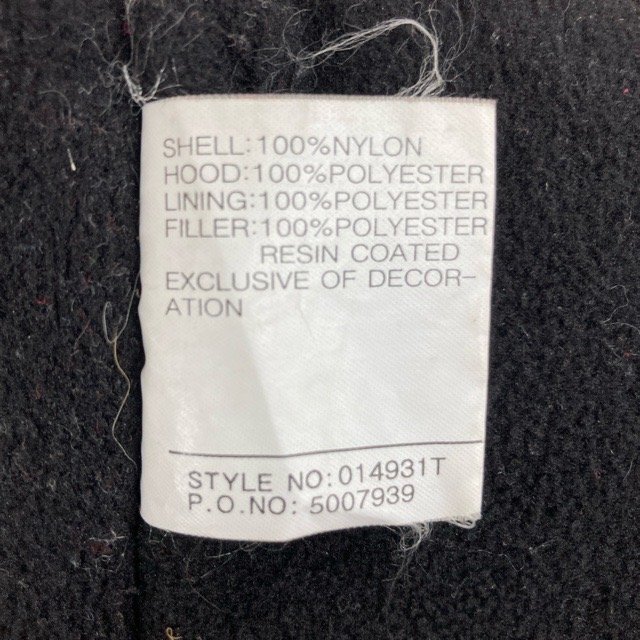 SHELL:100%NYLON
HOOD:100%POLYESTER
LINING:100%POLYESTER
FILLER:100%POLYESTER
RESIN COATED
EXCLUSIVE OF DECOR-
ATION
STYLE NO:014931T
P.O.NO: 5007939